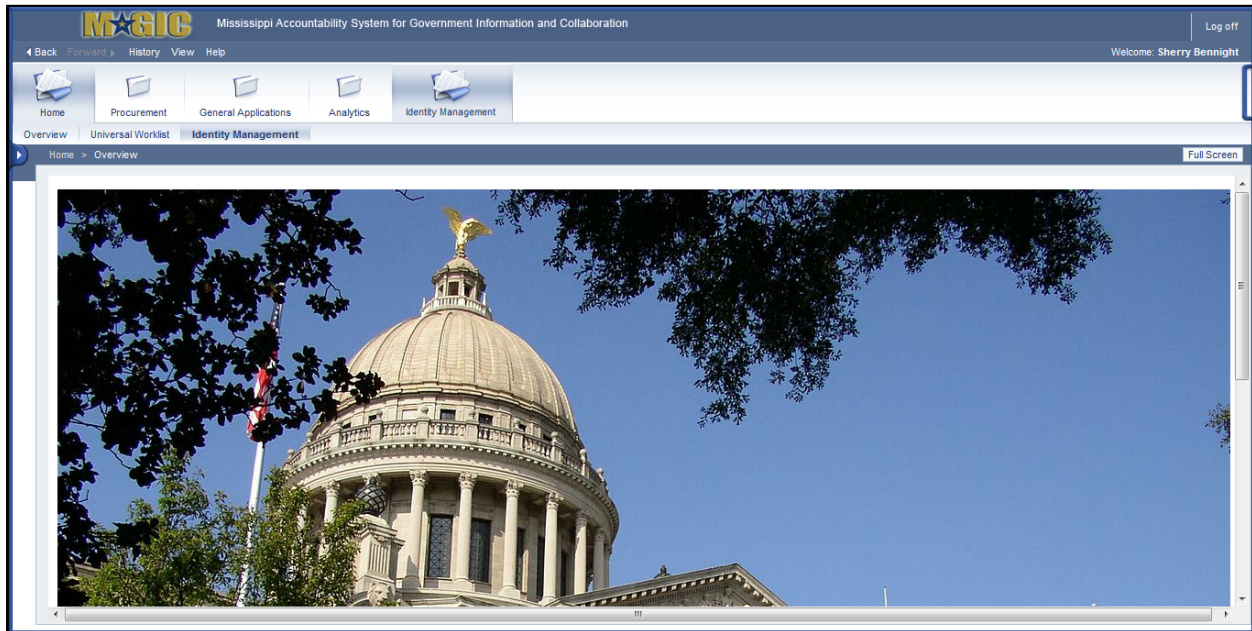 MAGIC Mississippi Accountability System for Government Information and Collaboration Log off
Back Forward History View Help Welcome: Sherry Bennight
Home Procurement General Applications Analytics Identity Management
Overview Universal Worklist Identity Management
Home > Overview Full Screen